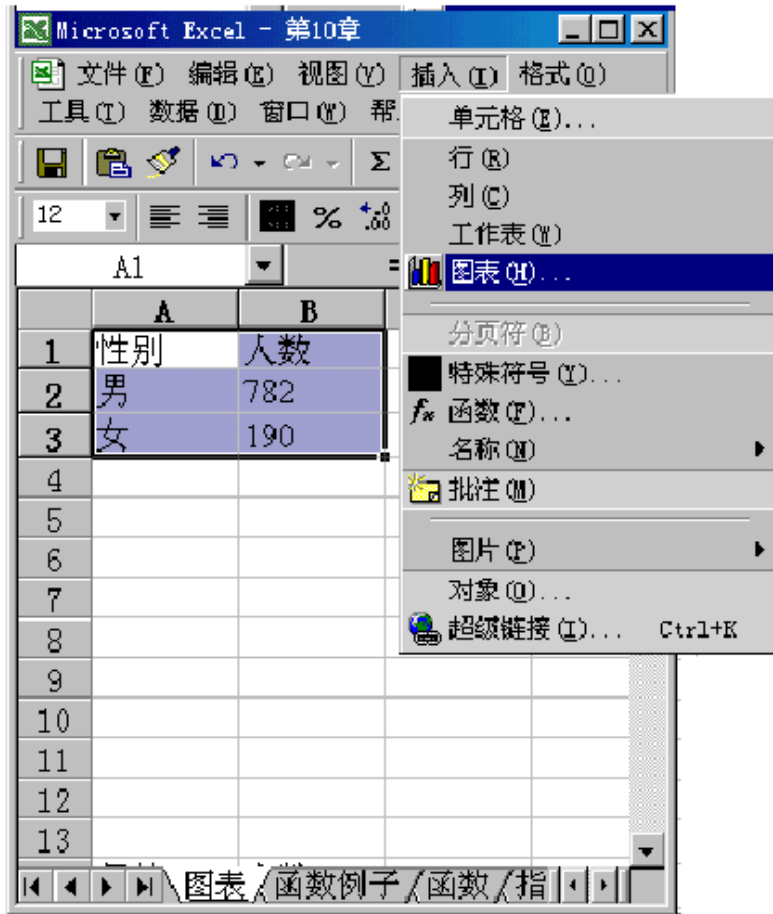 Microsoft Excel - 第10章
文件(F) 编辑(E) 视图(V) 插入(I) 格式(O)
工具(T) 数据(D) 窗口(W) 帮
单元格(E)...
行(R)
列(C)
工作表(W)
图表(H)...
分页符(B)
特殊符号(Y)...
fx 函数(F)...
名称(N)
批注(M)
图片(P)
对象(O)...
超级链接(I)... Ctrl+K
Σ
12 % .00
A1 =
A B
1 性别 人数
2 男 782
3 女 190
4
5
6
7
8
9
10
11
12
13
图表 函数例子 函数 指